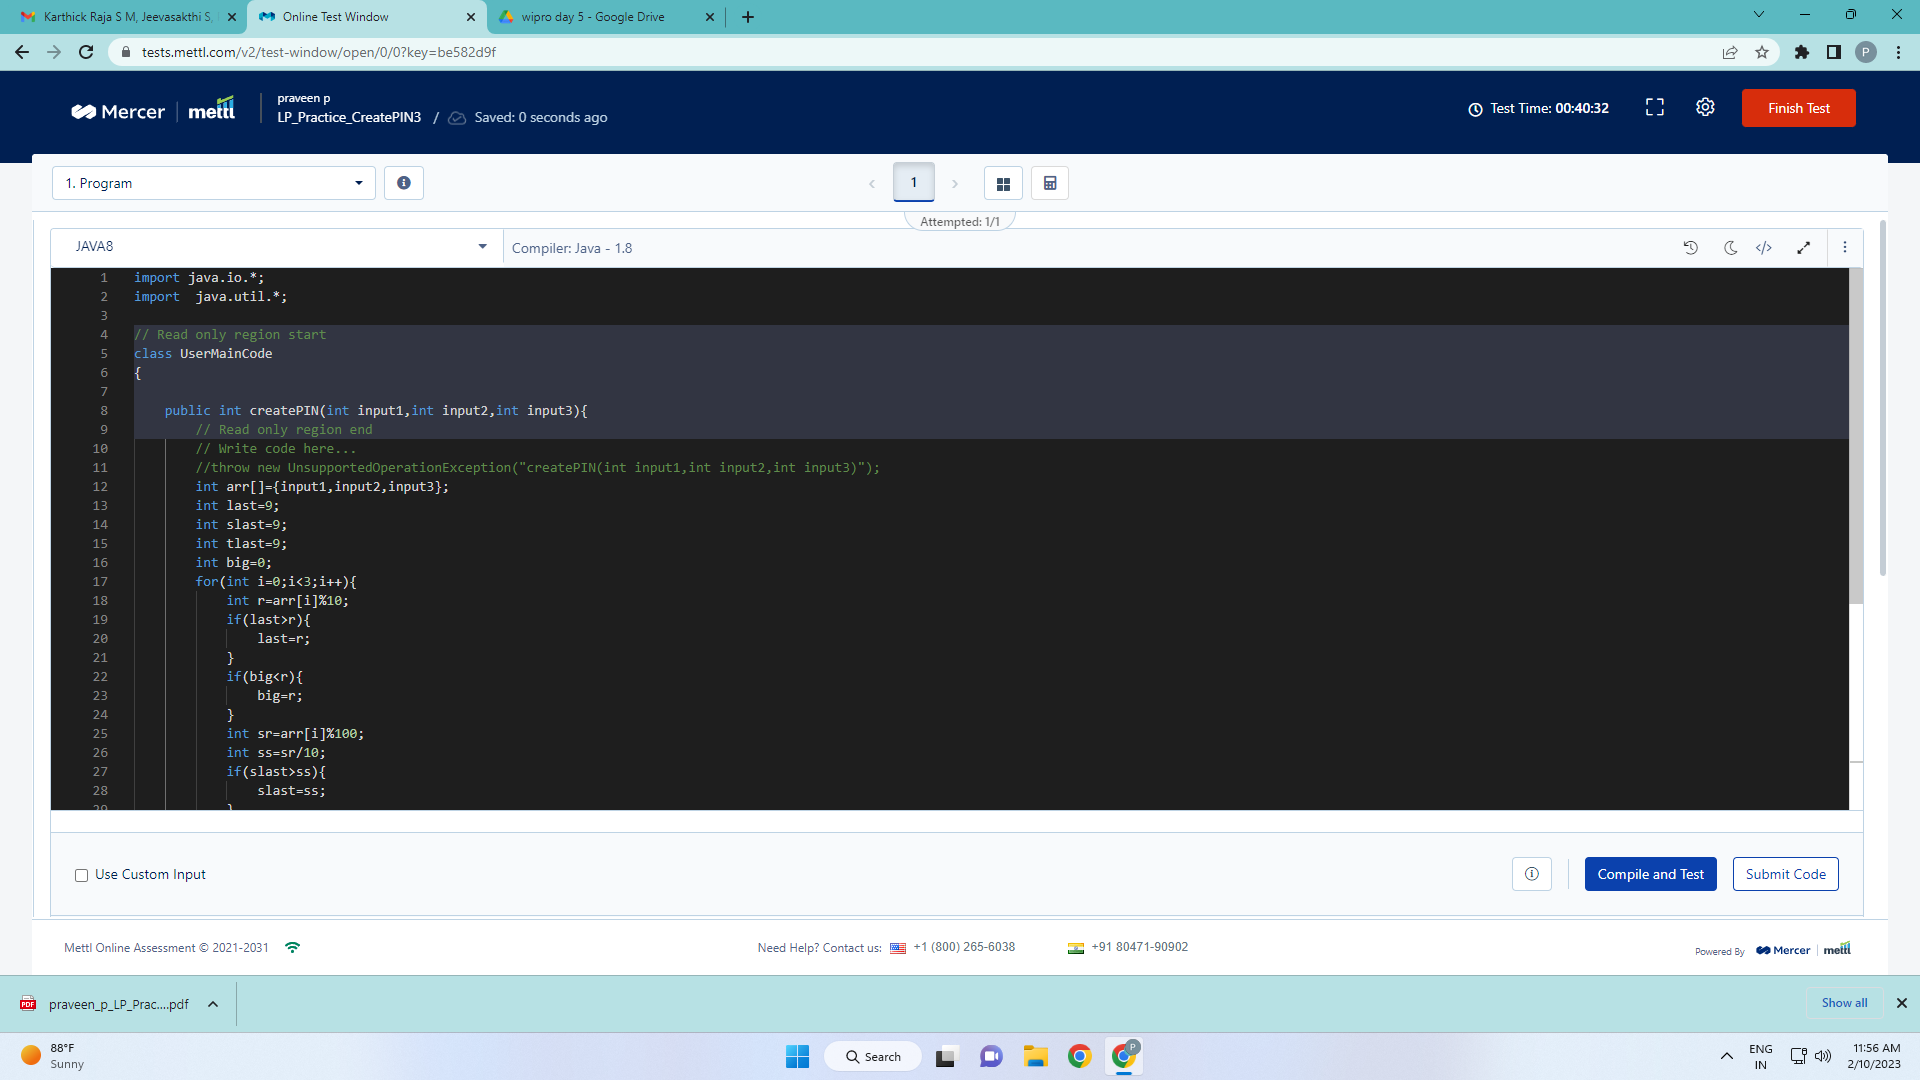 Karthick Raja S M, Jeevasakthi S,
Online Test Window
wipro day 5 - Google Drive
tests.mettl.com/v2/test-window/open/0/0?key=be582d9f
P
Mercer
mettl
praveen p
LP_Practice_CreatePIN3 / Saved: 0 seconds ago
Test Time: 00:40:32
Finish Test
1. Program
1
Attempted: 1/1
JAVA8
Compiler: Java - 1.8
1 import java.io.*;
2 import  java.util.*;
3
4 // Read only region start
5 class UserMainCode
6 {
7
8     public int createPIN(int input1,int input2,int input3){
9         // Read only region end
10         // Write code here...
11         //throw new UnsupportedOperationException("createPIN(int input1,int input2,int input3)");
12         int arr[]={input1,input2,input3};
13         int last=9;
14         int slast=9;
15         int tlast=9;
16         int big=0;
17         for(int i=0;i<3;i++){
18             int r=arr[i]%10;
19             if(last>r){
20                 last=r;
21             }
22             if(big<r){
23                 big=r;
24             }
25             int sr=arr[i]%100;
26             int ss=sr/10;
27             if(slast>ss){
28                 slast=ss;
29             }
Use Custom Input
Compile and Test
Submit Code
Mettl Online Assessment © 2021-2031
Need Help? Contact us: +1 (800) 265-6038
+91 80471-90902
Powered By Mercer mettl
PDF praveen_p_LP_Prac....pdf
Show all
88°F
Sunny
Search
P
ENG
IN
11:56 AM
2/10/2023